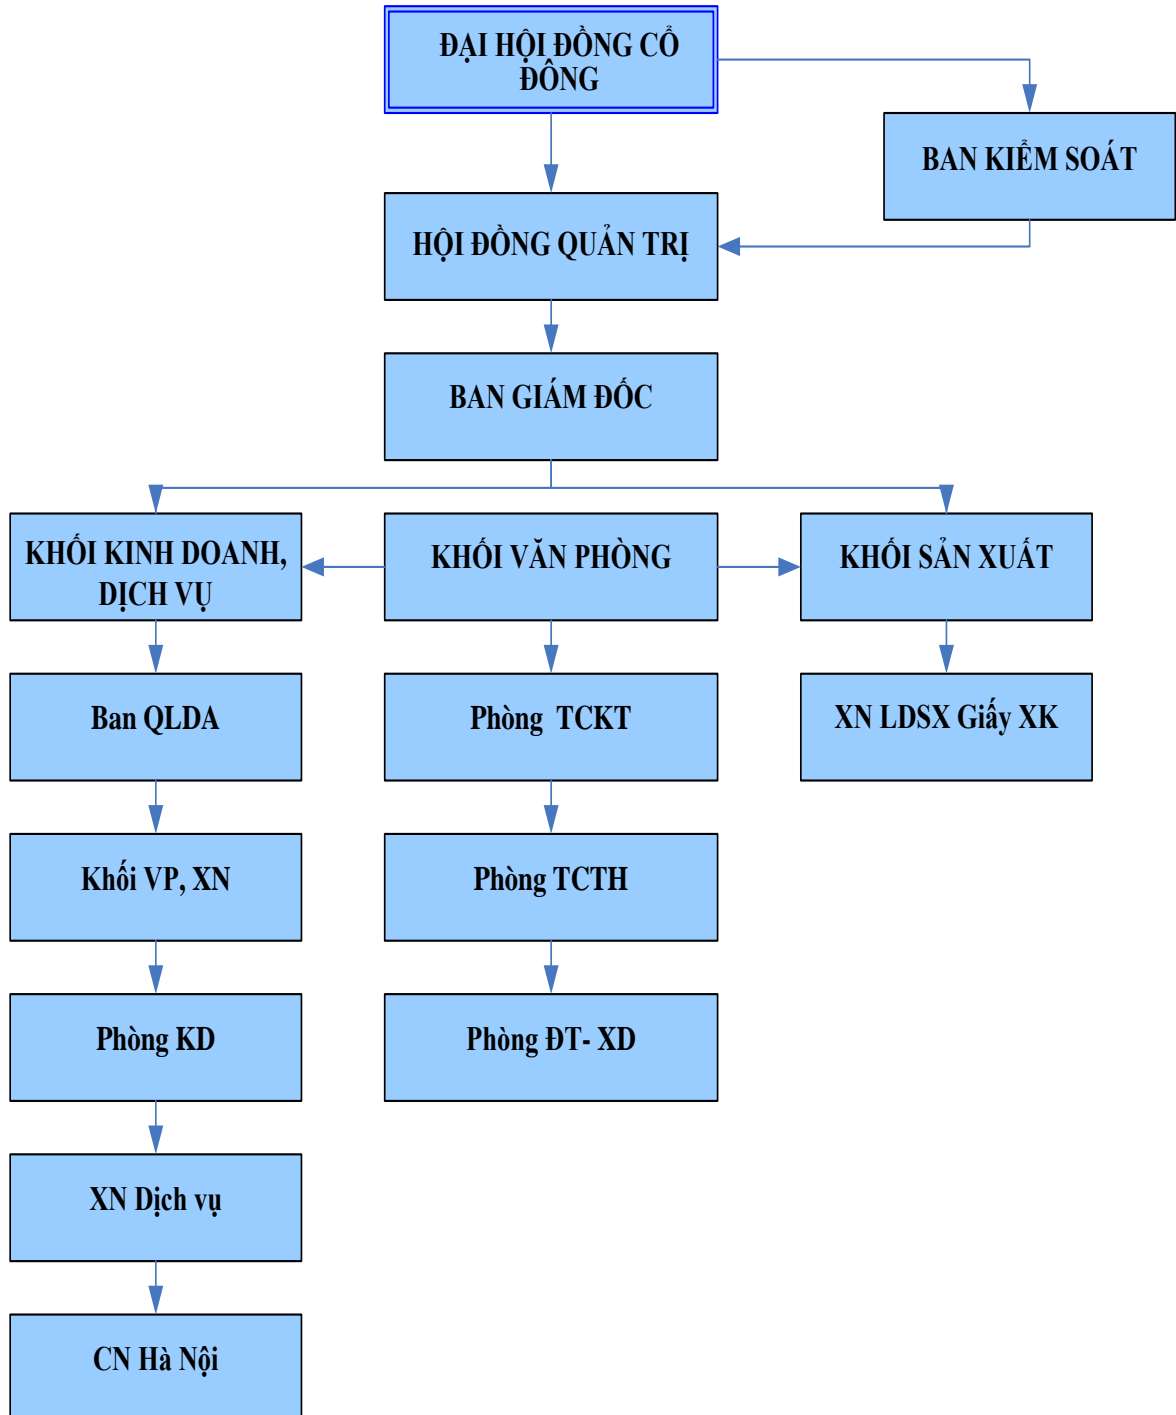 ĐẠI HỘI ĐỒNG CỔ
ĐÔNG
BAN KIỂM SOÁT
HỘI ĐỒNG QUẢN TRỊ
BAN GIÁM ĐỐC
KHỐI KINH DOANH,
DỊCH VỤ
KHỐI VĂN PHÒNG
KHỐI SẢN XUẤT
Ban QLDA
Phòng TCKT
XN LDSX Giấy XK
Khối VP, XN
Phòng TCTH
Phòng KD
Phòng ĐT- XD
XN Dịch vụ
CN Hà Nội